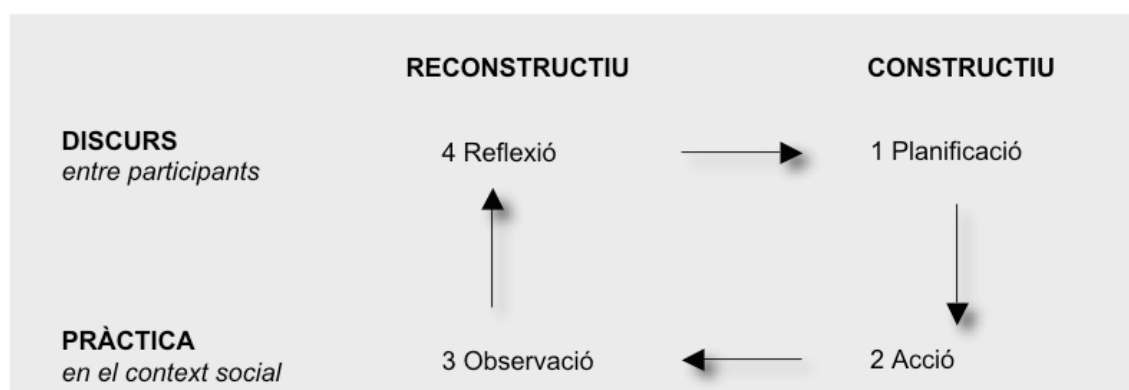 RECONSTRUCTIU CONSTRUCTIU
DISCURS
entre participants
4 Reflexió 1 Planificació
PRÀCTICA
en el context social
3 Observació 2 Acció